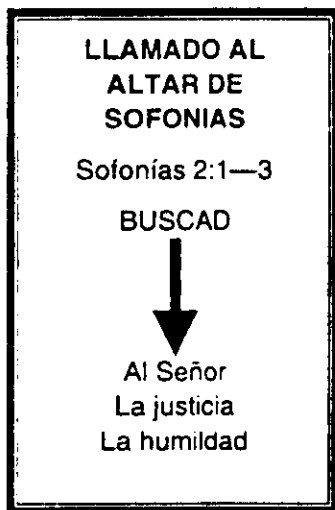 LLAMADO AL
ALTAR DE
SOFONIAS
Sofonías 2:1—3
BUSCAD
Al Señor
La justicia
La humildad